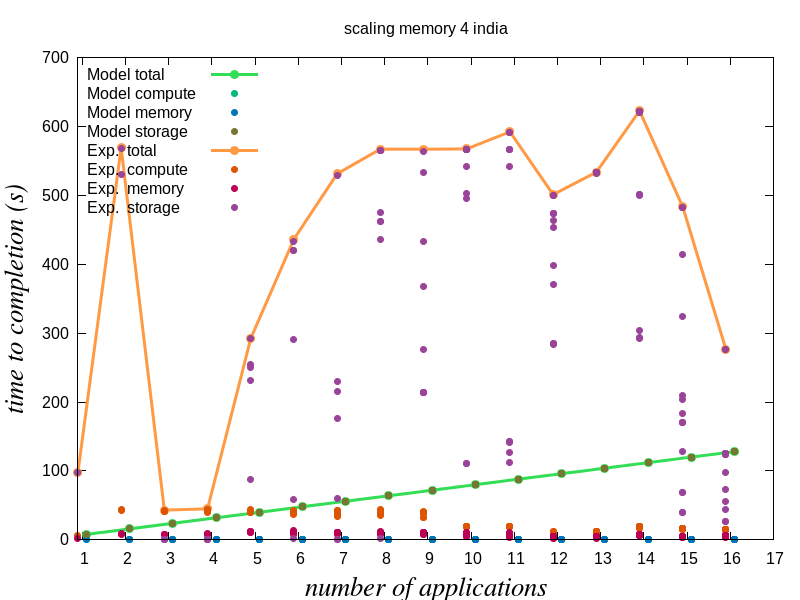 scaling memory 4 india
700
600
500
400
300
200
100
0
time to completion (s)
Model total
Model compute
Model memory
Model storage
Exp. total
Exp. compute
Exp. memory
Exp. storage
1 2 3 4 5 6 7 8 9 10 11 12 13 14 15 16 17
number of applications